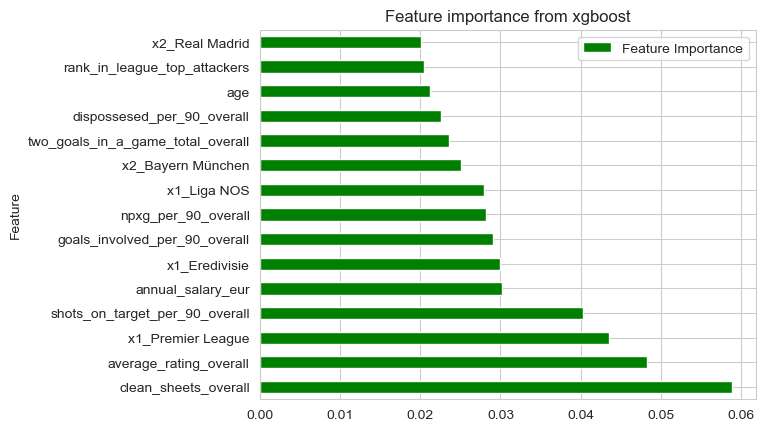 Feature importance from xgboost
Feature Importance
Feature
x2_Real Madrid
rank_in_league_top_attackers
age
dispossesed_per_90_overall
two_goals_in_a_game_total_overall
x2_Bayern München
x1_Liga NOS
npxg_per_90_overall
goals_involved_per_90_overall
x1_Eredivisie
annual_salary_eur
shots_on_target_per_90_overall
x1_Premier League
average_rating_overall
clean_sheets_overall
0.00 0.01 0.02 0.03 0.04 0.05 0.06